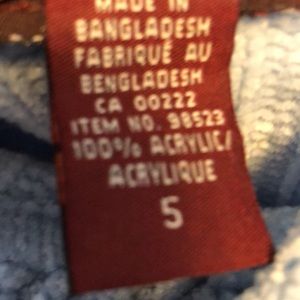 MADE IN
BANGLADESH
FABRIQUÉ AU
BENGLADESH
CA 00222
ITEM NO. 98523
100% ACRYLIC/
ACRYLIQUE
5